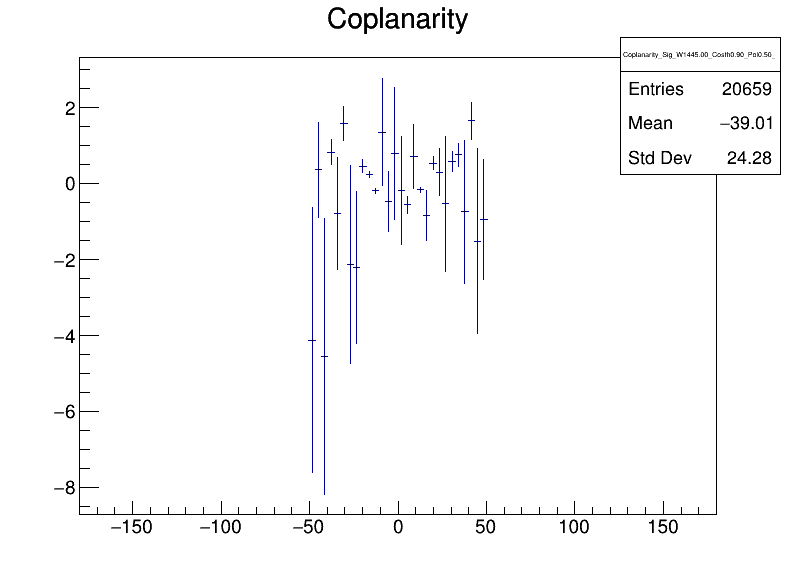 Coplanarity
Coplanarity_Sig_W1445.00_Costh0.90_Pol0.50_
Entries 20659
Mean −39.01
Std Dev 24.28
2
0
−2
−4
−6
−8
−150 −100 −50 0 50 100 150